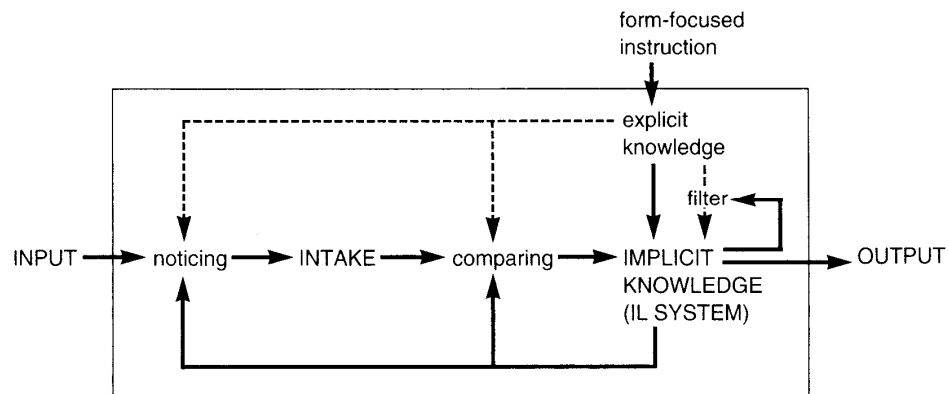 form-focused
instruction
explicit
knowledge
filter
INPUT
noticing
INTAKE
comparing
IMPLICIT
KNOWLEDGE
(IL SYSTEM)
OUTPUT